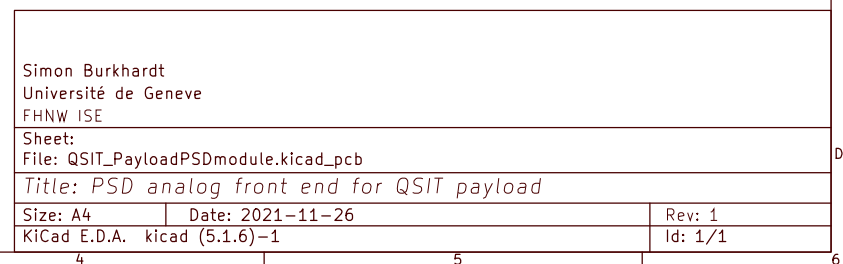 Simon Burkhardt
Université de Geneve
FHNW ISE
Sheet:
File: QSIT_PayloadPSDmodule.kicad_pcb
D
Title: PSD analog front end for QSIT payload
Size: A4 Date: 2021-11-26 Rev: 1
KiCad E.D.A. kicad (5.1.6)-1 Id: 1/1
4 5 6